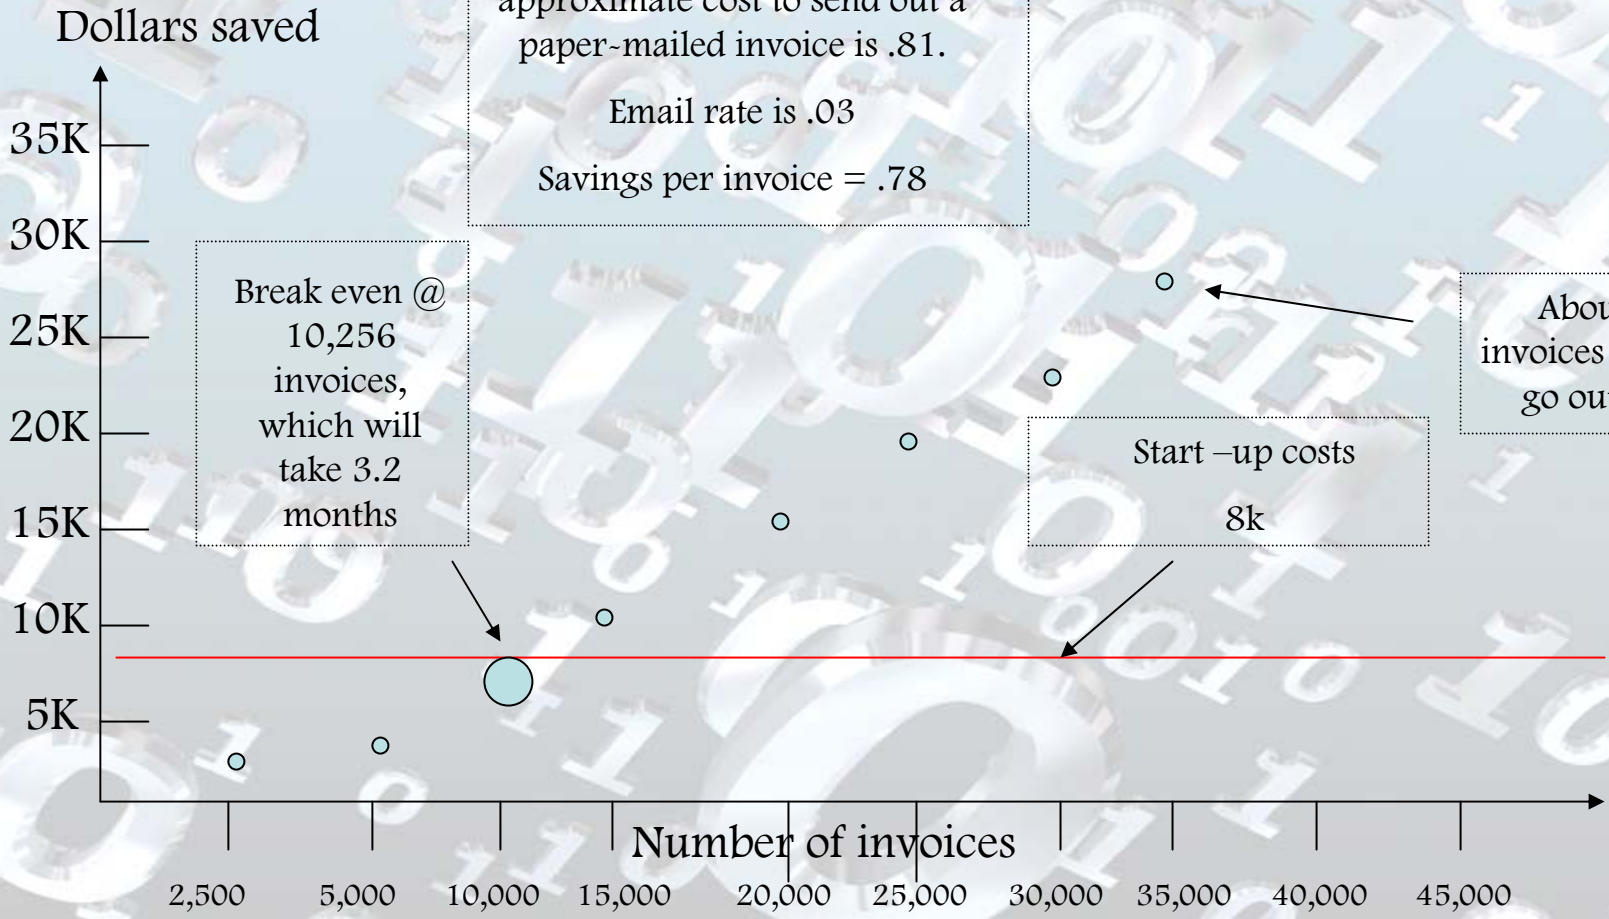 approximate cost to send out a
paper-mailed invoice is .81.
Email rate is .03
Savings per invoice = .78
Dollars saved
35K
30K
25K
20K
15K
10K
5K
Break even @
10,256
invoices,
which will
take 3.2
months
invoices
Start –up costs
8k
Number of invoices
2,500
5,000
10,000
15,000
20,000
25,000
30,000
35,000
40,000
45,000